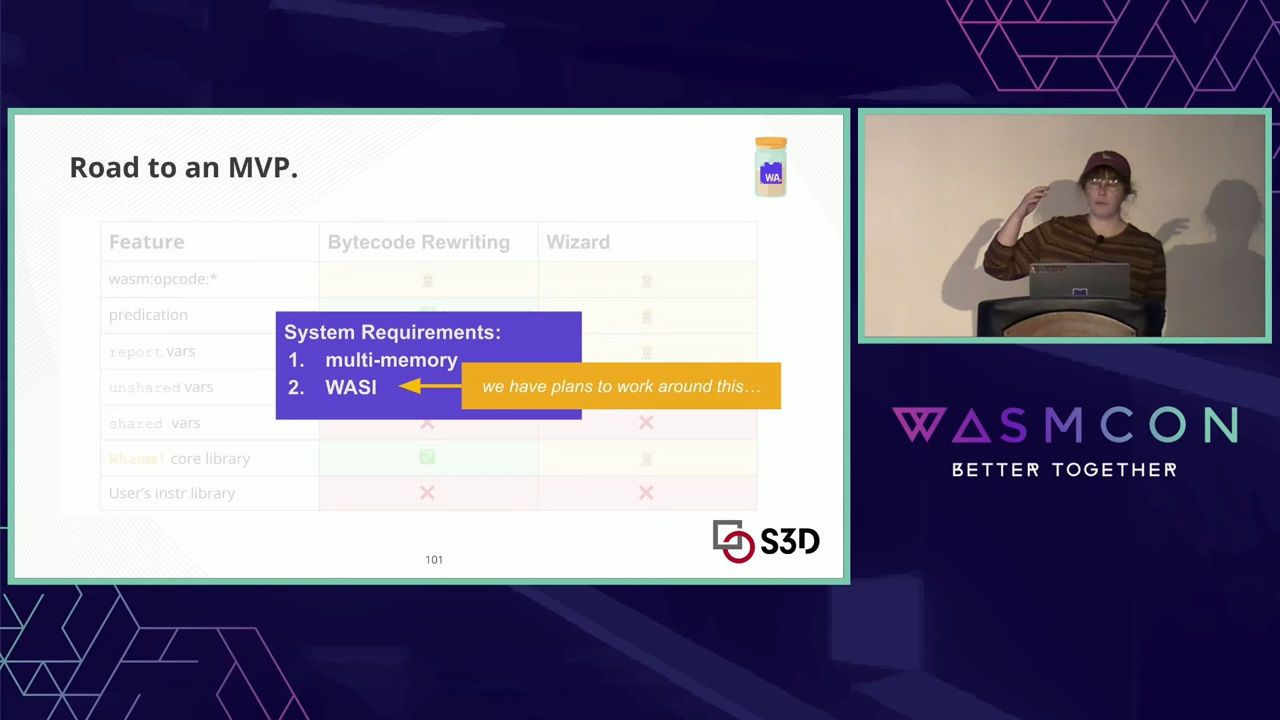 Road to an MVP.
WA
Feature Bytecode Rewriting Wizard
wasm:opcode:*
predication
report vars
unshared vars
shared vars
Whamm! core library
User's instr library
System Requirements:
1. multi-memory
2. WASI
we have plans to work around this...
101
S3D
WASMCON
BETTER TOGETHER